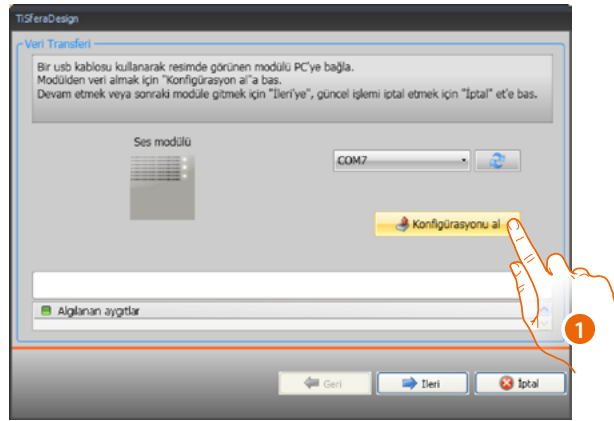 TiSferaDesign
Veri Transferi
Bir usb kablosu kullanarak resimde görünen modülü PC'ye bağla.
Modülden veri almak için "Konfigürasyon al"a bas.
Devam etmek veya sonraki modüle gitmek için "İleri'ye", güncel işlemi iptal etmek için "İptal" et'e bas.
Ses modülü
COM7
Konfigürasyonu al
Algılanan aygıtlar
1
Geri
İleri
İptal